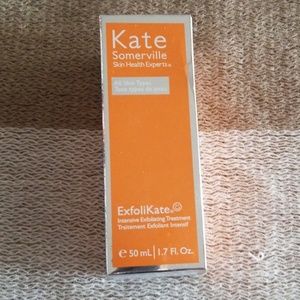 Kate
Somerville
Skin Health Experts
All Skin Types
Tous types de peau
ExfoliKate
Intensive Exfoliating Treatment
Traitement Exfoliant Intensif
e 50 mL | 1.7 Fl. Oz.